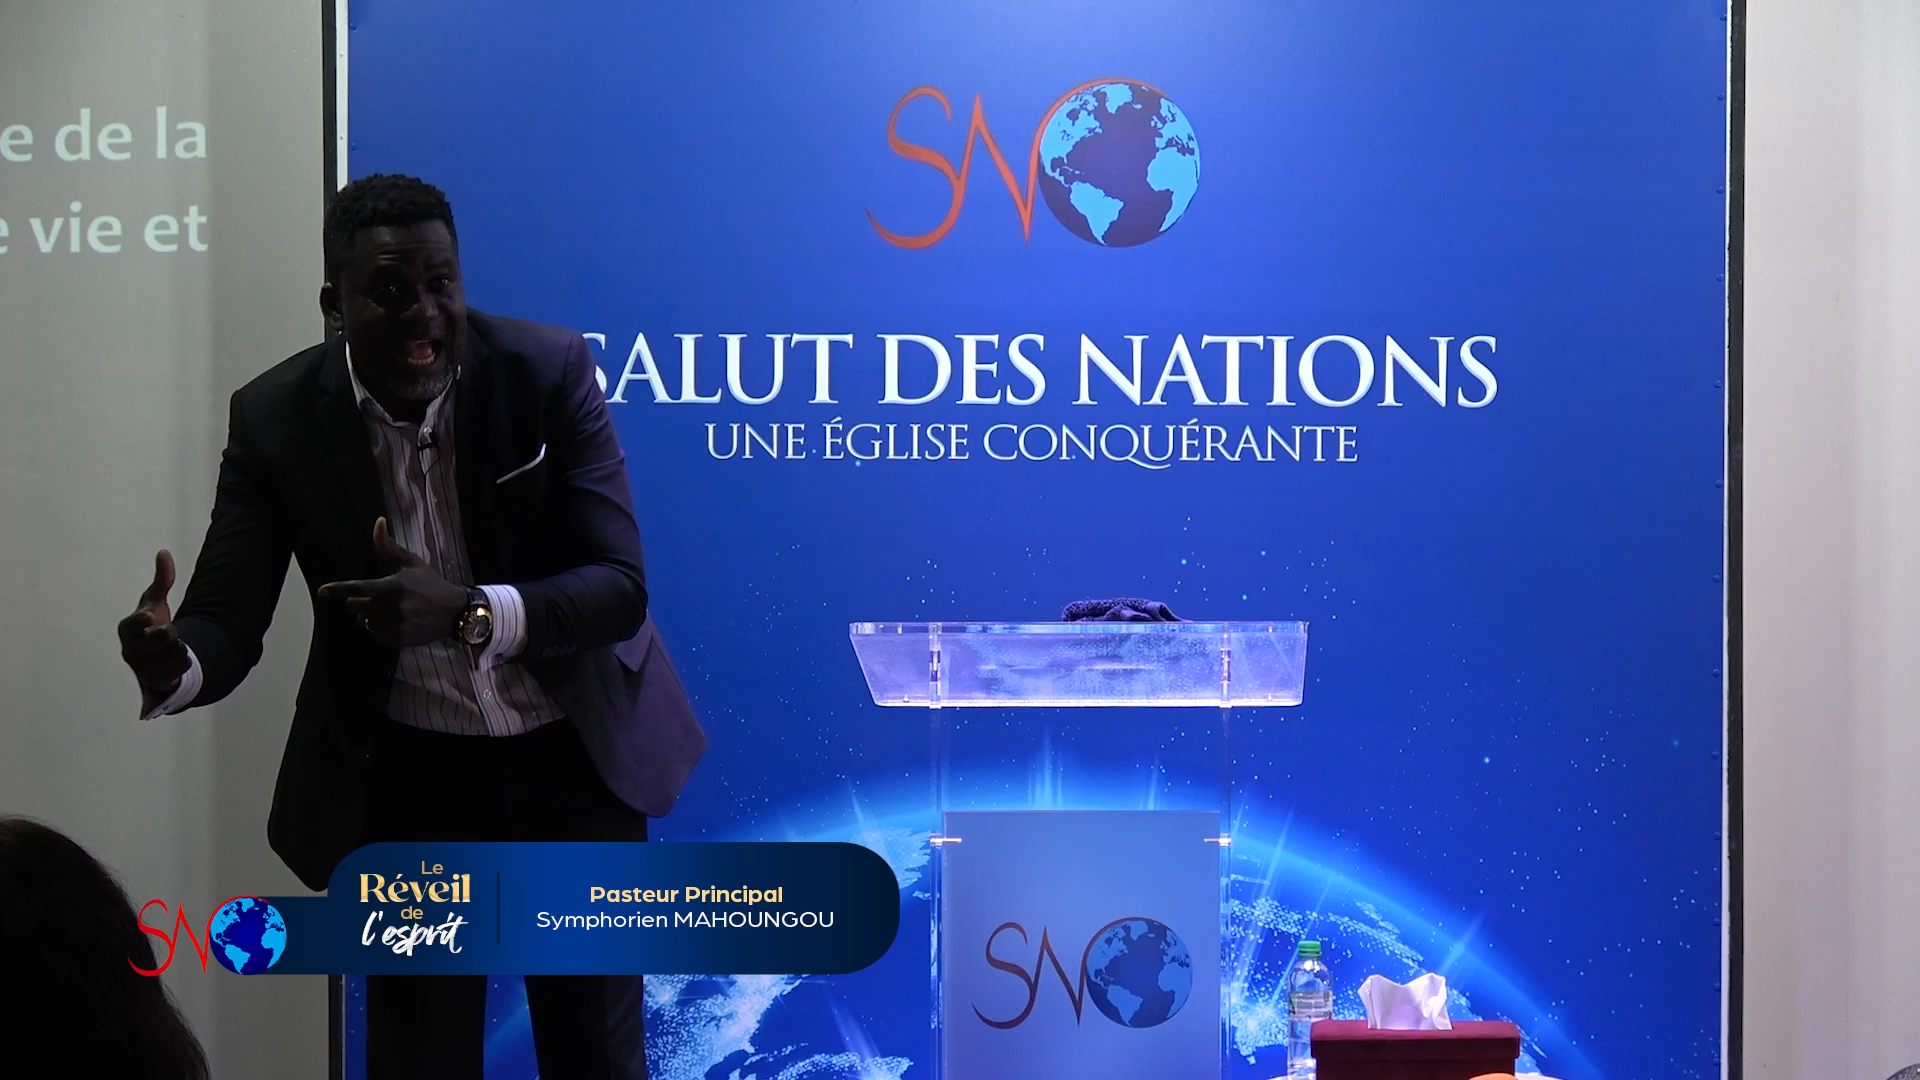 e de la
e vie et
SN
SALUT DES NATIONS
UNE ÉGLISE CONQUÉRANTE
SN
SN
Le
Réveil
de
l'esprit
Pasteur Principal
Symphorien MAHOUNGOU